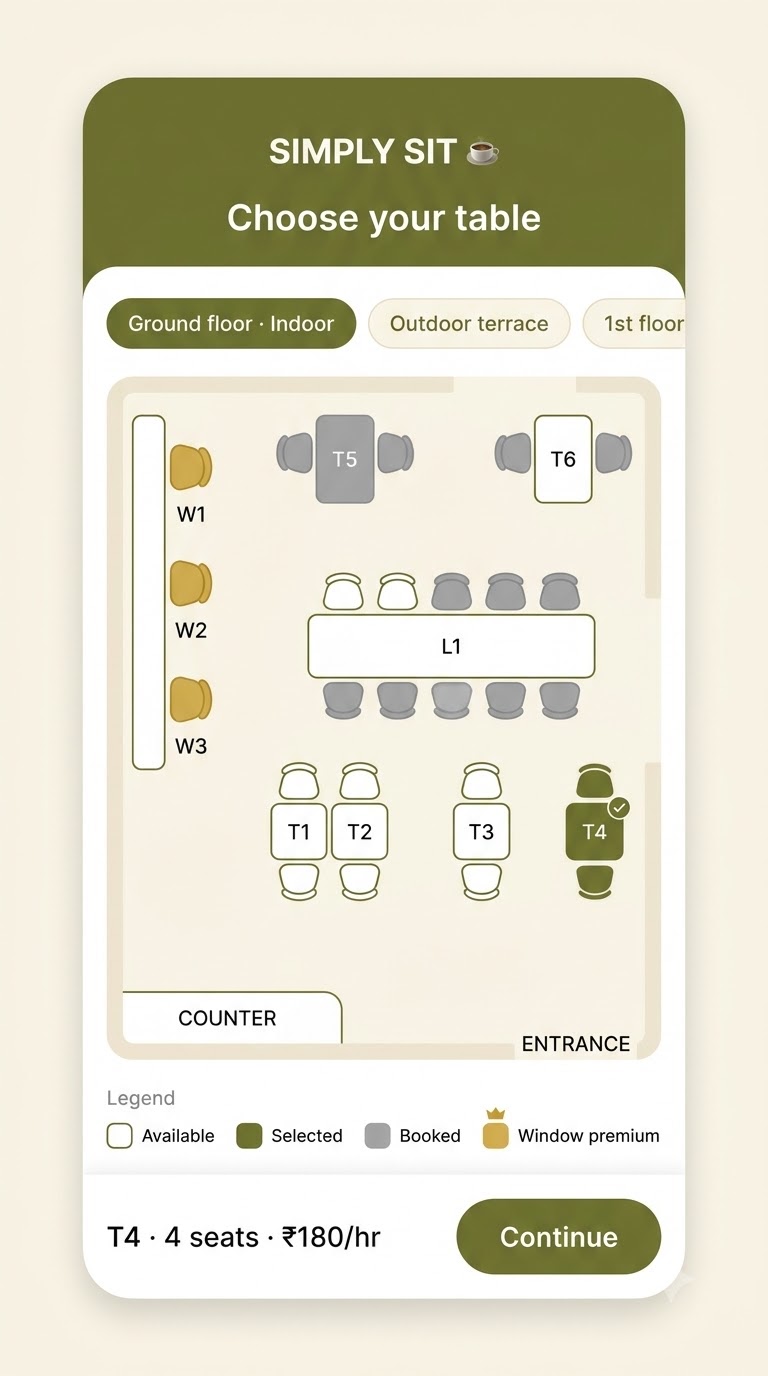 SIMPLY SIT ☕
Choose your table
Ground floor · Indoor
Outdoor terrace
1st floor
T5
T6
W1
W2
L1
W3
T1
T2
T3
T4
COUNTER
ENTRANCE
Legend
Available
Selected
Booked
Window premium
T4 · 4 seats · ₹180/hr
Continue